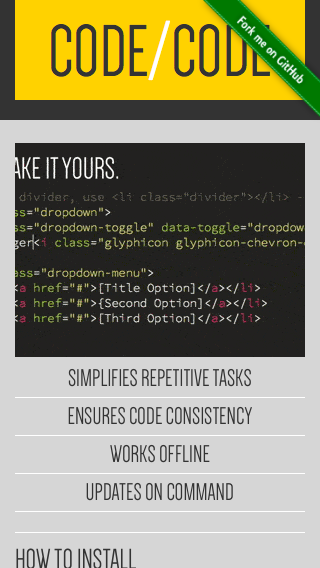 CODE/CODE
Fork me on GitHub
AKE IT YOURS.
divider, use <li class="divider"></li> -
ss="dropdown">
ss="dropdown-toggle" data-toggle="dropdow
ger<i class="glyphicon glyphicon-chevron-
ss="dropdown-menu">
<a href="#">[Title Option]</a></li>
<a href="#">{Second Option]</a></li>
<a href="#">[Third Option]</a></li>
SIMPLIFIES REPETITIVE TASKS
ENSURES CODE CONSISTENCY
WORKS OFFLINE
UPDATES ON COMMAND
HOW TO INSTALL